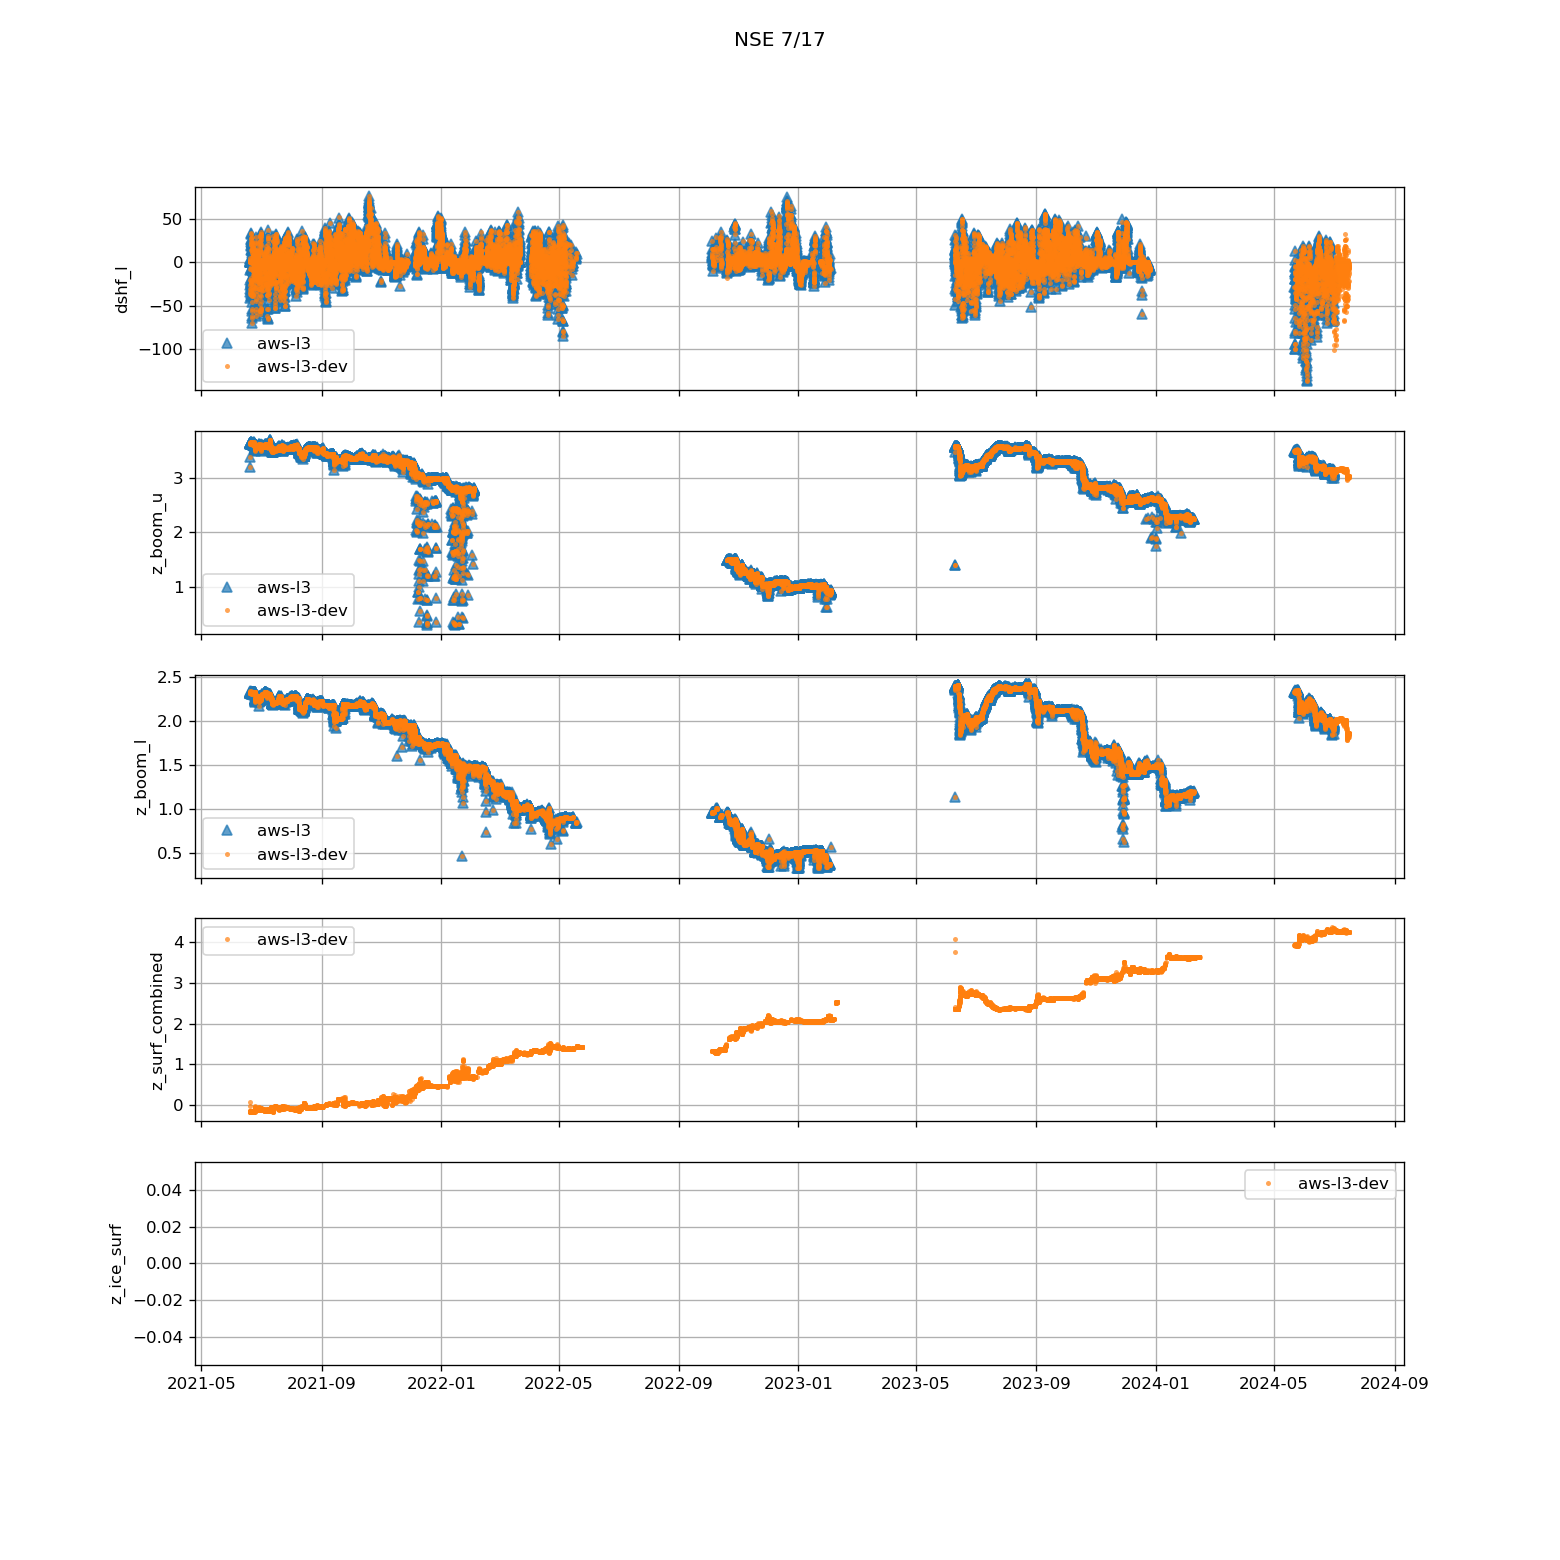 NSE 7/17
50
0
−50
−100
dshf_l
aws-l3
aws-l3-dev
3
2
1
z_boom_u
aws-l3
aws-l3-dev
2.5
2.0
1.5
1.0
0.5
z_boom_l
aws-l3
aws-l3-dev
4
3
2
1
0
z_surf_combined
aws-l3-dev
0.04
0.02
0.00
−0.02
−0.04
z_ice_surf
aws-l3-dev
2021-05 2021-09 2022-01 2022-05 2022-09 2023-01 2023-05 2023-09 2024-01 2024-05 2024-09